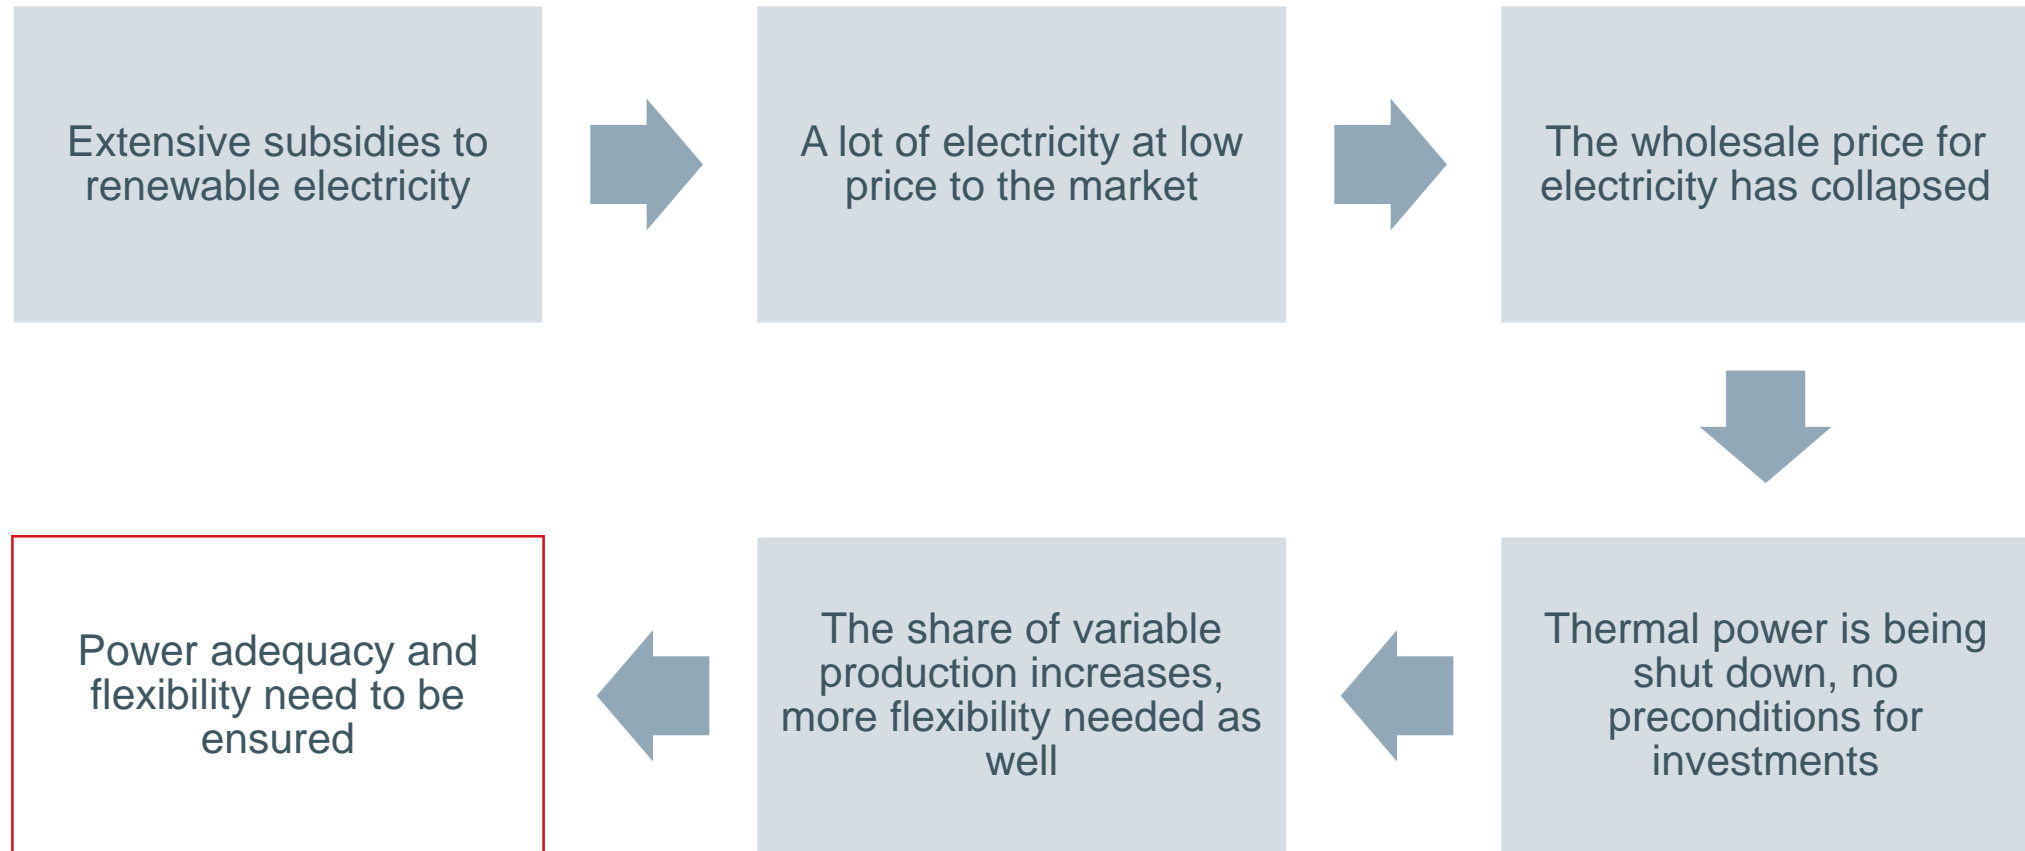 Extensive subsidies to
renewable electricity
A lot of electricity at low
price to the market
The wholesale price for
electricity has collapsed
Thermal power is being
shut down, no
preconditions for
investments
The share of variable
production increases,
more flexibility needed as
well
Power adequacy and
flexibility need to be
ensured